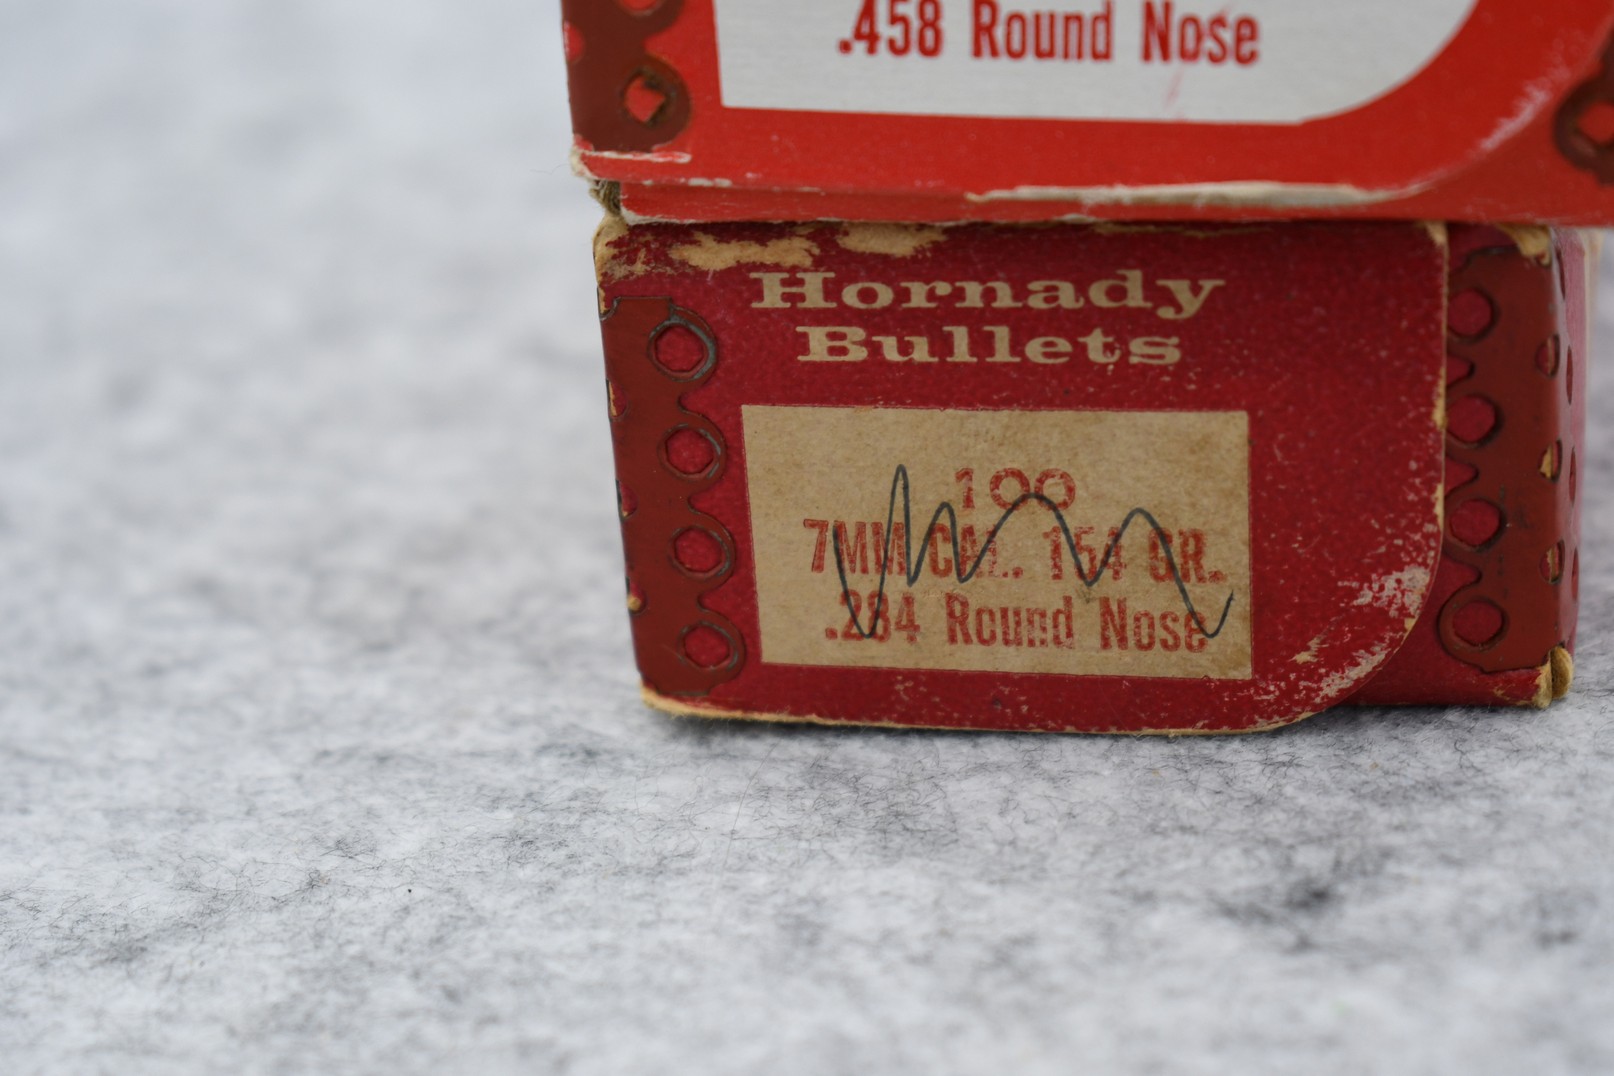 .458 Round Nose
Hornady
Bullets
100
7MM CAL. 154 GR.
.284 Round Nose